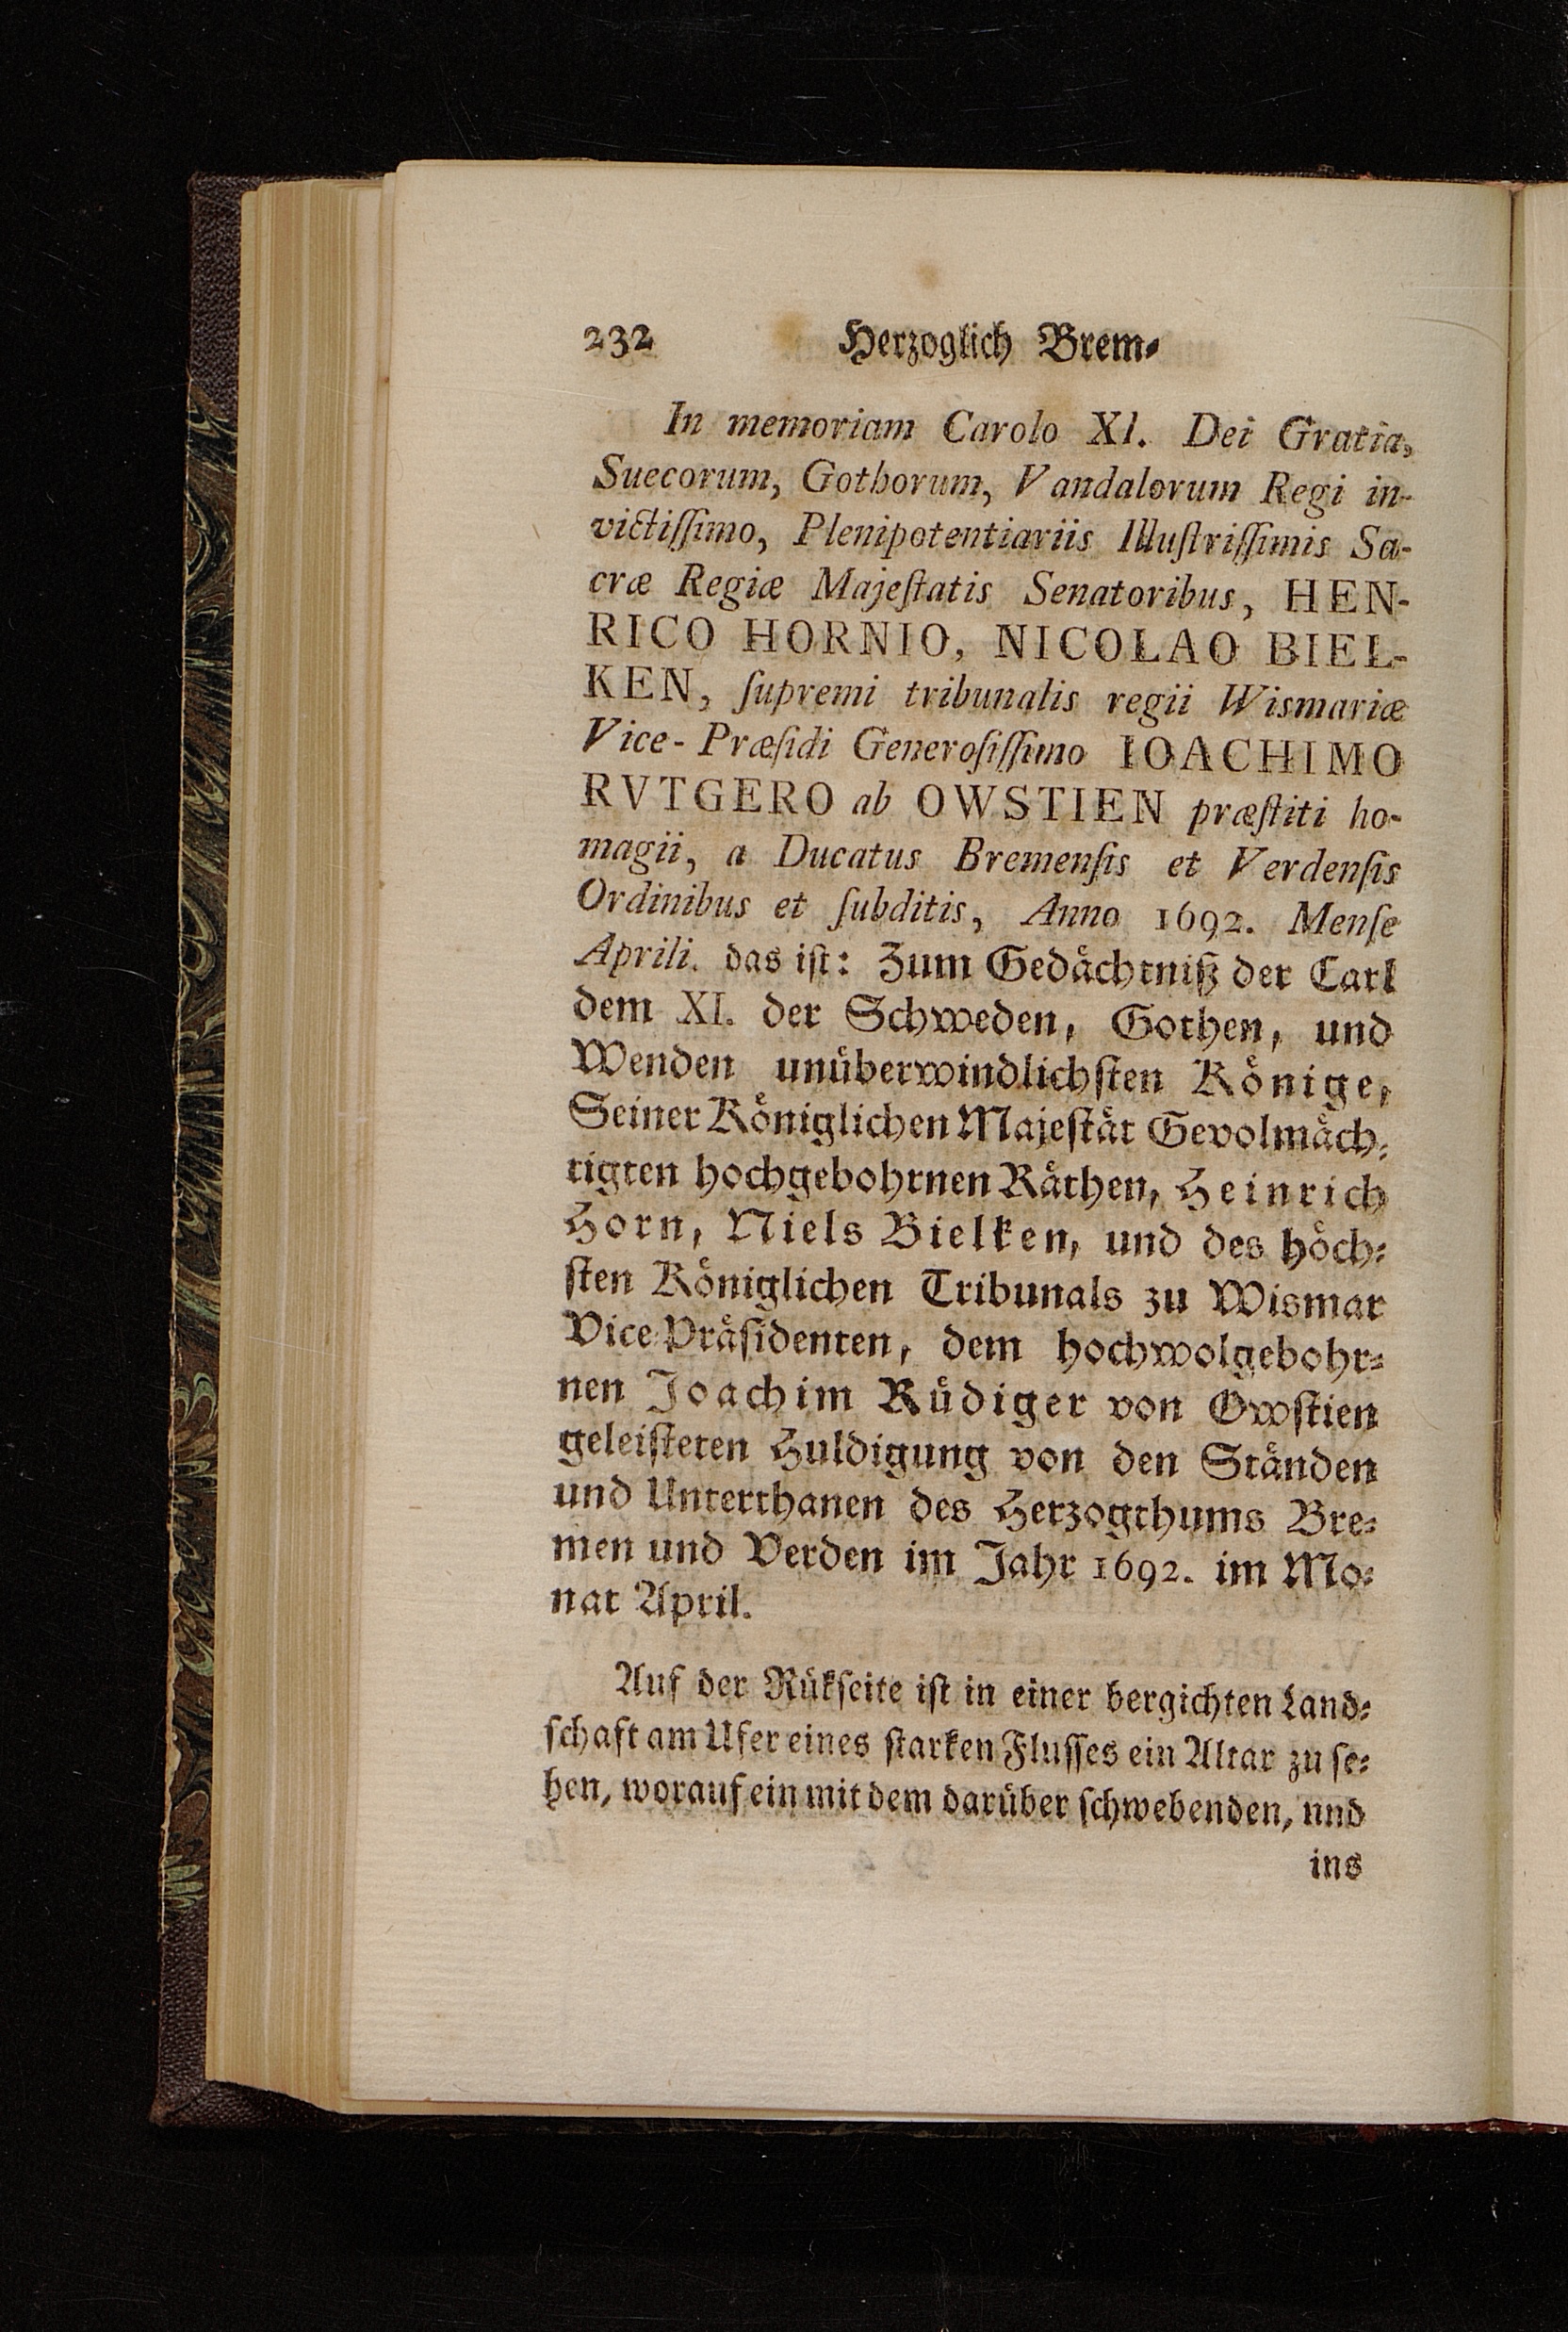 232 Herzoglich Brem⸗
In memoriam Carolo XI. Dei Gratia,
Suecorum, Gothorum, Vandalorum Regi in-
victiſſimo, Plenipotentiariis Illuſtriſſimis Sa-
cræ Regiæ Majeſtatis Senatoribus, HEN-
RICO HORNIO, NICOLAO BIEL-
KEN, ſupremi tribunalis regii Wismariæ
Vice-Præſidi Generoſiſſimo IOACHIMO
RVTGERO ab OWSTIEN præſtiti ho-
magii, a Ducatus Bremenſis et Verdenſis
Ordinibus et ſubditis, Anno 1692. Menſe
Aprili. das iſt: Zum Gedächtniß der Carl
dem XI. der Schweden, Gothen, und
Wenden unüberwindlichſten Könige,
Seiner Königlichen Majeſtät Gevolmäch⸗
tigten hochgebohrnen Räthen, Heinrich
Horn, Niels Bielken, und des höch⸗
ſten Königlichen Tribunals zu Wismar
Vice⸗Präſidenten, dem hochwolgebohr⸗
nen Joachim Rüdiger von Owſtien
geleiſteten Huldigung von den Ständen
und Unterthanen des Herzogthums Bre⸗
men und Verden im Jahr 1692. im Mo⸗
nat April.
Auf der Rükſeite iſt in einer bergichten Land⸗
ſchaft am Ufer eines ſtarken Fluſſes ein Altar zu ſe⸗
hen, worauf ein mit dem darüber ſchwebenden, und
ins